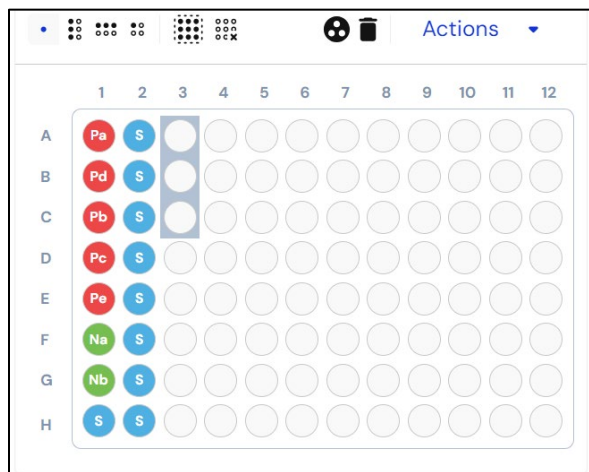 Actions
1 2 3 4 5 6 7 8 9 10 11 12
A Pa S
B Pd S
C Pb S
D Pc S
E Pe S
F Na S
G Nb S
H S S